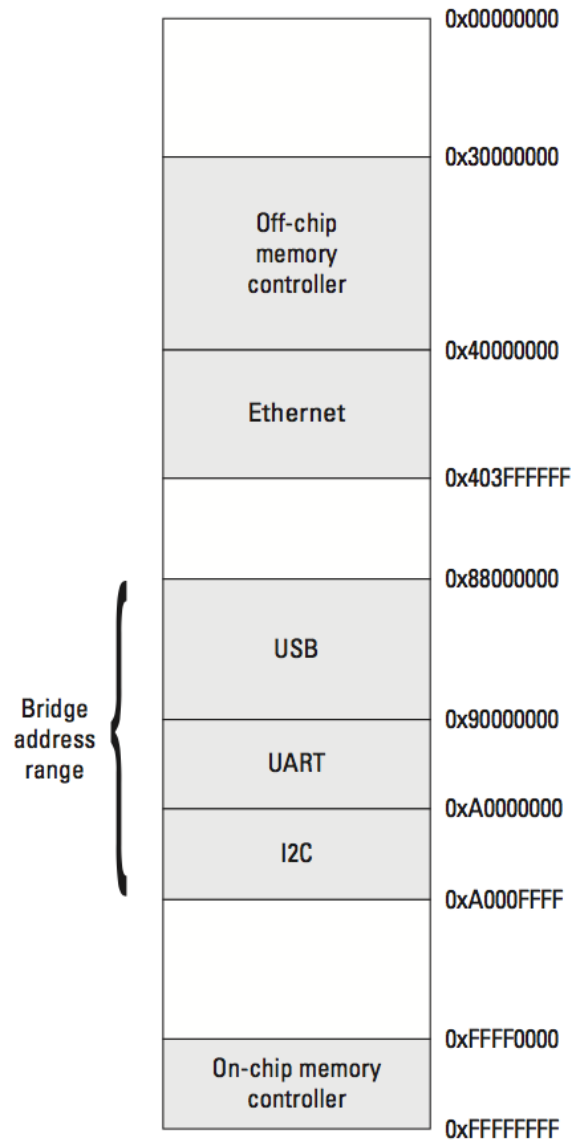 0x00000000
0x30000000
Off-chip
memory
controller
0x40000000
Ethernet
0x403FFFFFF
0x88000000
USB
Bridge
address
range
0x90000000
UART
0xA0000000
I2C
0xA000FFFF
0xFFFF0000
On-chip memory
controller
0xFFFFFFFF